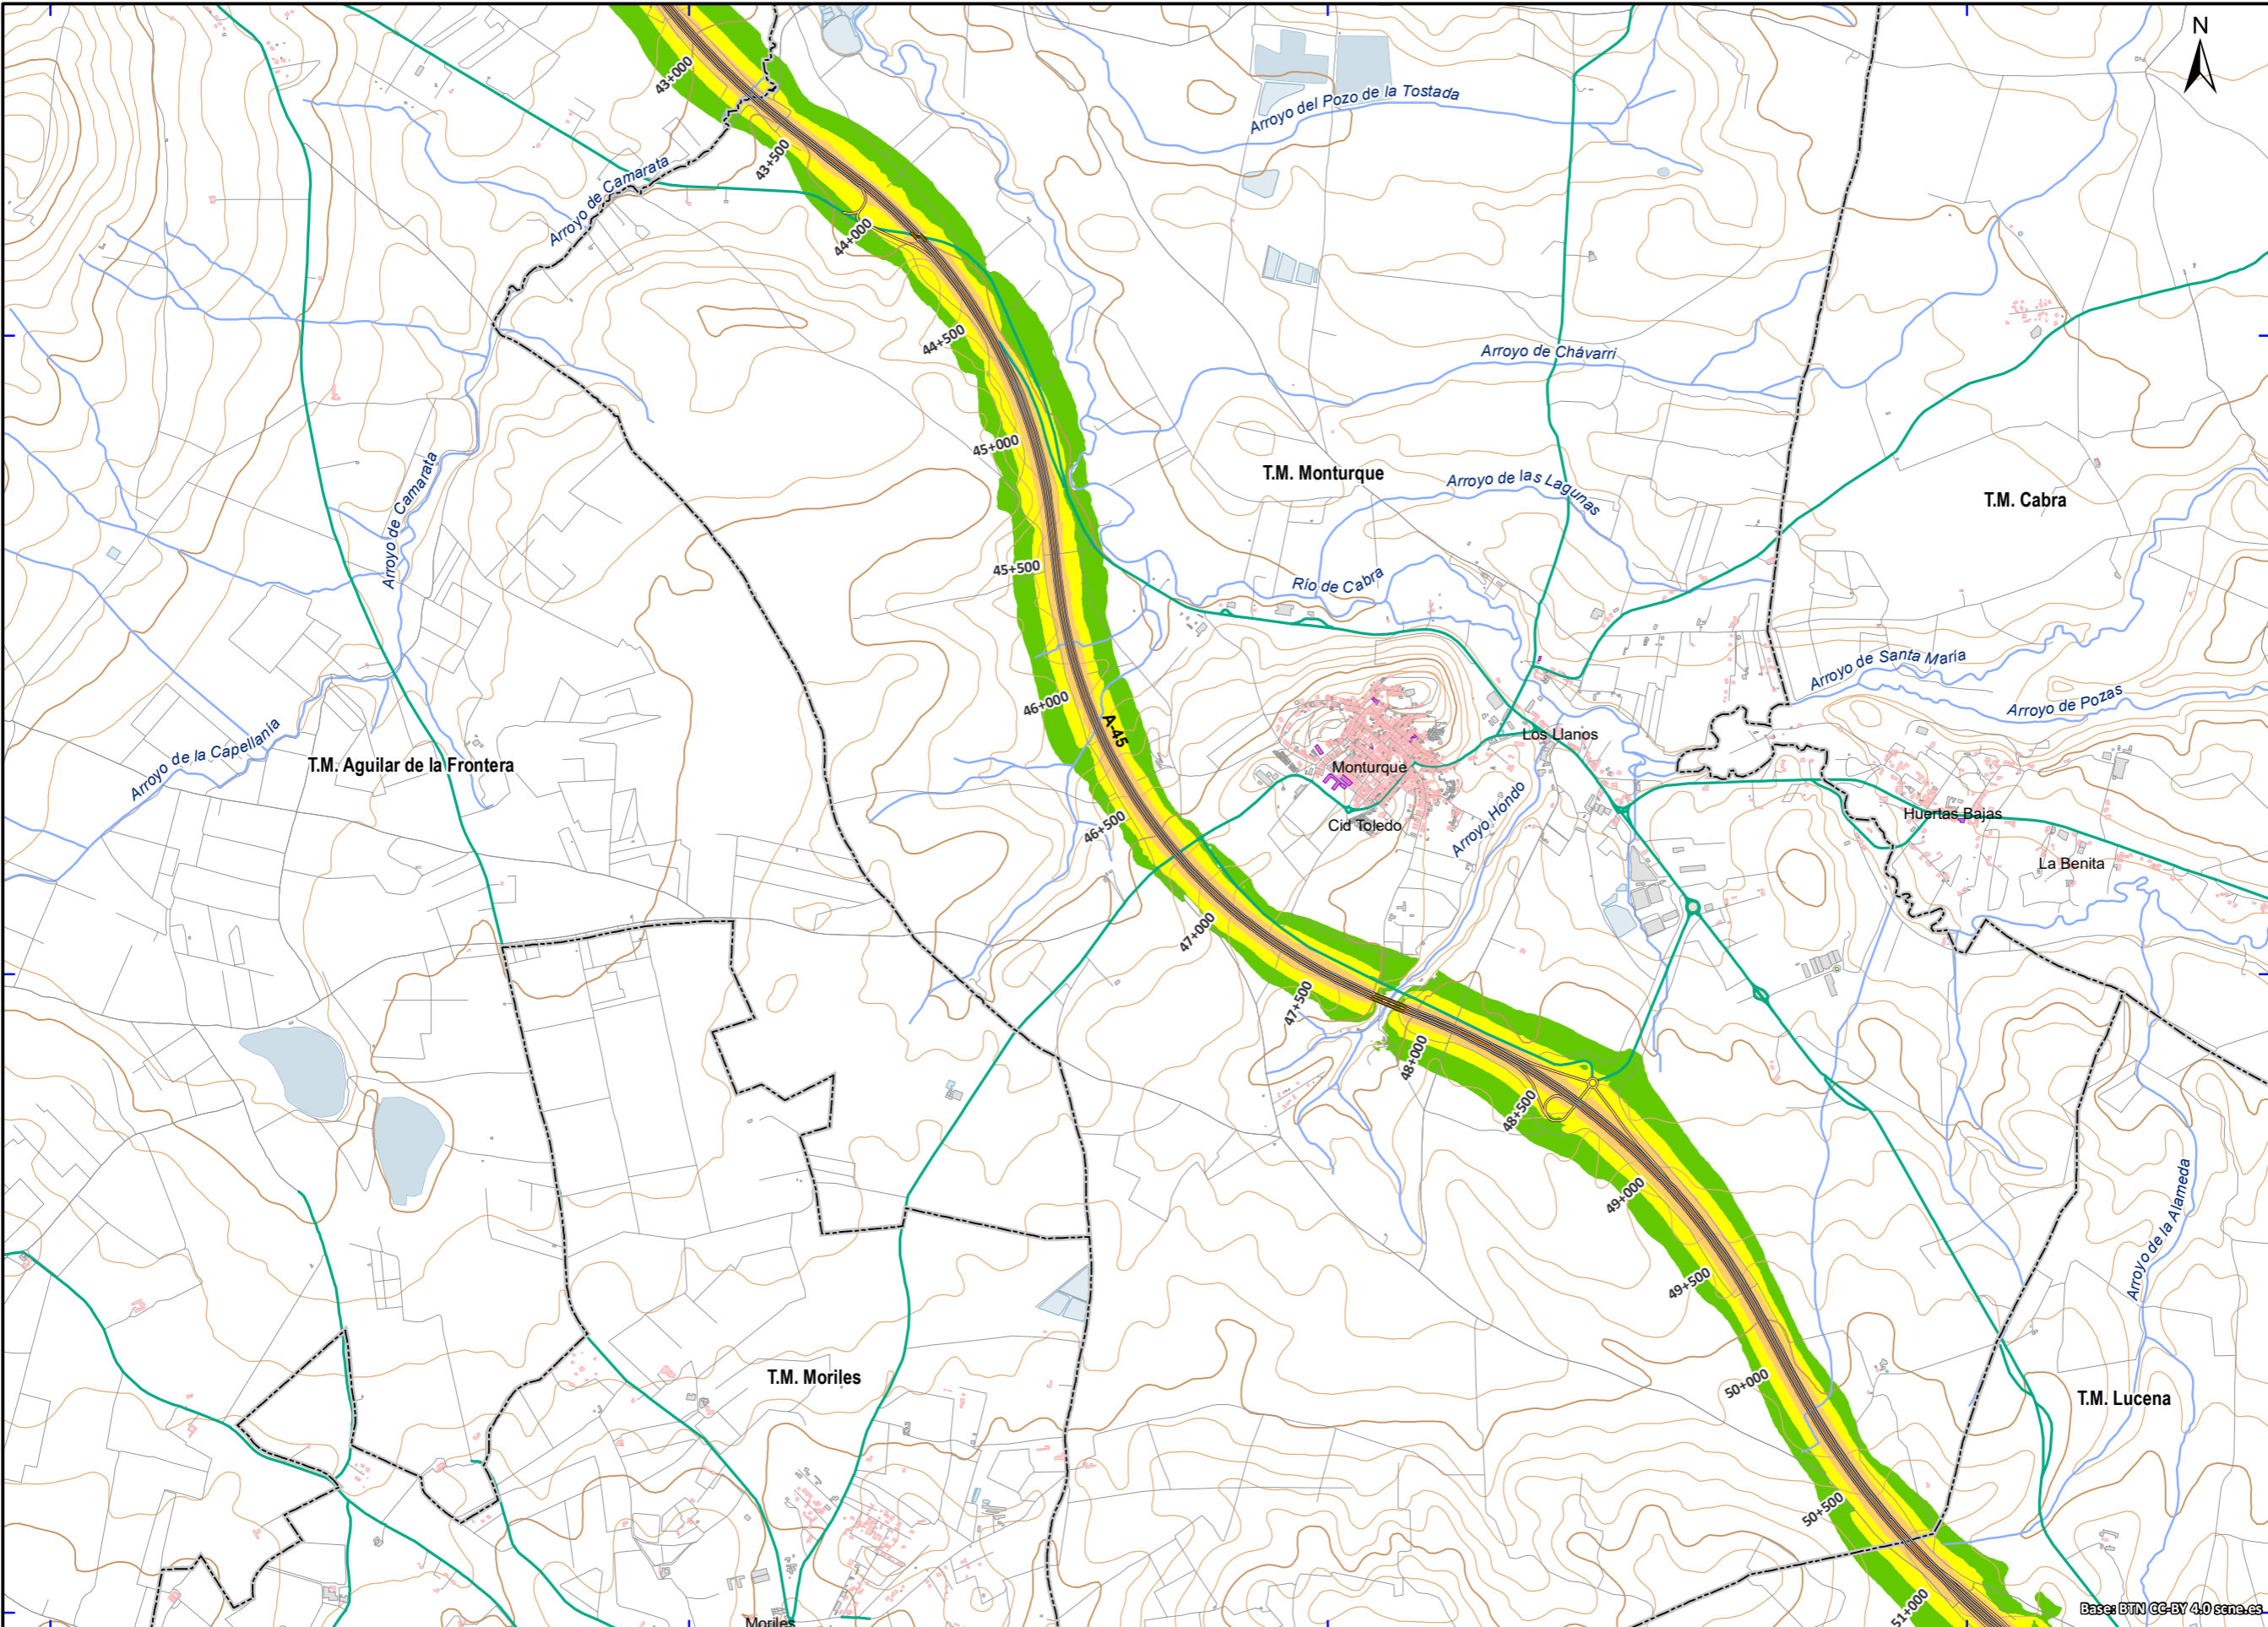 N
43+000
Arroyo del Pozo de la Tostada
43+500
Arroyo de Camarata
44+000
44+500
Arroyo de Chávarri
45+000
T.M. Monturque
Arroyo de las Lagunas
T.M. Cabra
Arroyo de Camarata
45+500
Río de Cabra
Arroyo de Santa María
46+000
Arroyo de Pozas
A-45
Los Llanos
Arroyo de la Capellanía
T.M. Aguilar de la Frontera
Monturque
46+500
Cid Toledo
Arroyo Hondo
Huertas Bajas
La Benita
47+000
47+500
48+000
48+500
49+000
Arroyo de la Alameda
49+500
T.M. Moriles
50+000
T.M. Lucena
50+500
51+000
Base: BTN CC-BY 4.0 scne.es
Moriles